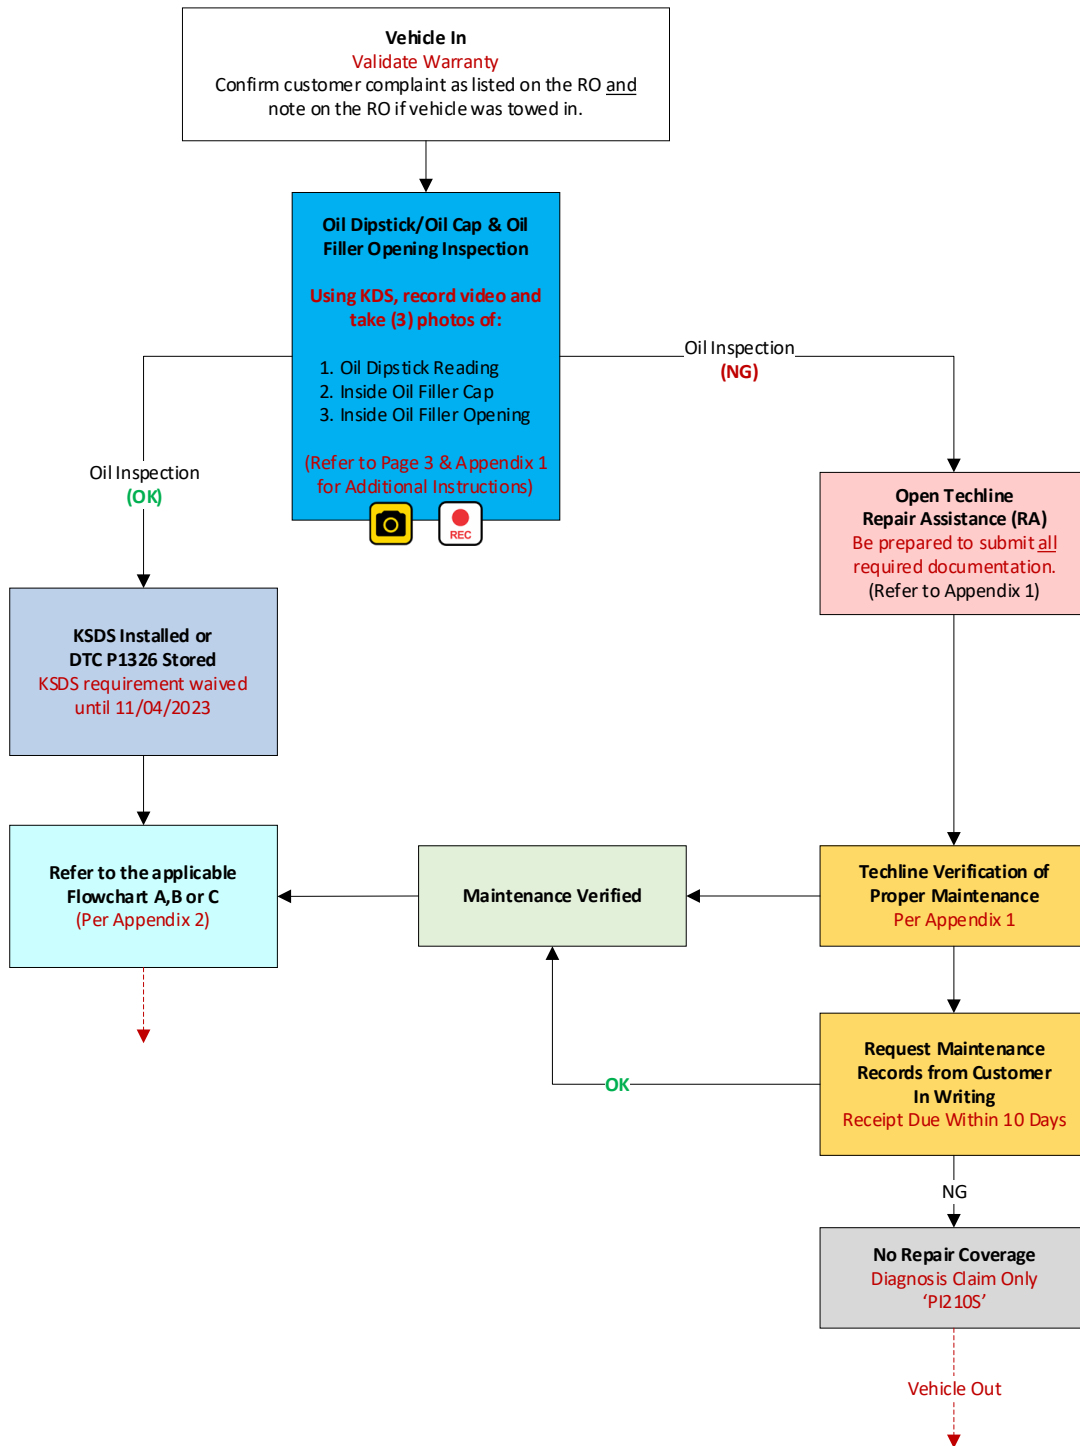 Vehicle In
Validate Warranty
Confirm customer complaint as listed on the RO and
note on the RO if vehicle was towed in.
Oil Dipstick/Oil Cap & Oil
Filler Opening Inspection
Using KDS, record video and
take (3) photos of:
1. Oil Dipstick Reading
2. Inside Oil Filler Cap
3. Inside Oil Filler Opening
(Refer to Page 3 & Appendix 1
for Additional Instructions)
REC
Oil Inspection
(NG)
Oil Inspection
(OK)
Open Techline
Repair Assistance (RA)
Be prepared to submit all
required documentation.
(Refer to Appendix 1)
KSDS Installed or
DTC P1326 Stored
KSDS requirement waived
until 11/04/2023
Refer to the applicable
Flowchart A,B or C
(Per Appendix 2)
Maintenance Verified
Techline Verification of
Proper Maintenance
Per Appendix 1
Request Maintenance
Records from Customer
In Writing
Receipt Due Within 10 Days
OK
NG
No Repair Coverage
Diagnosis Claim Only
‘PI210S’
Vehicle Out